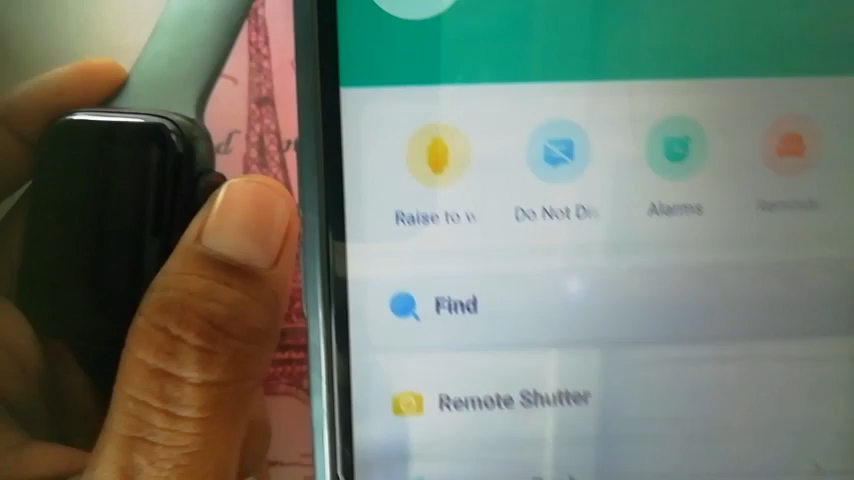 Raise to w
Do Not Di
Alarms
Find
Remote Shutter